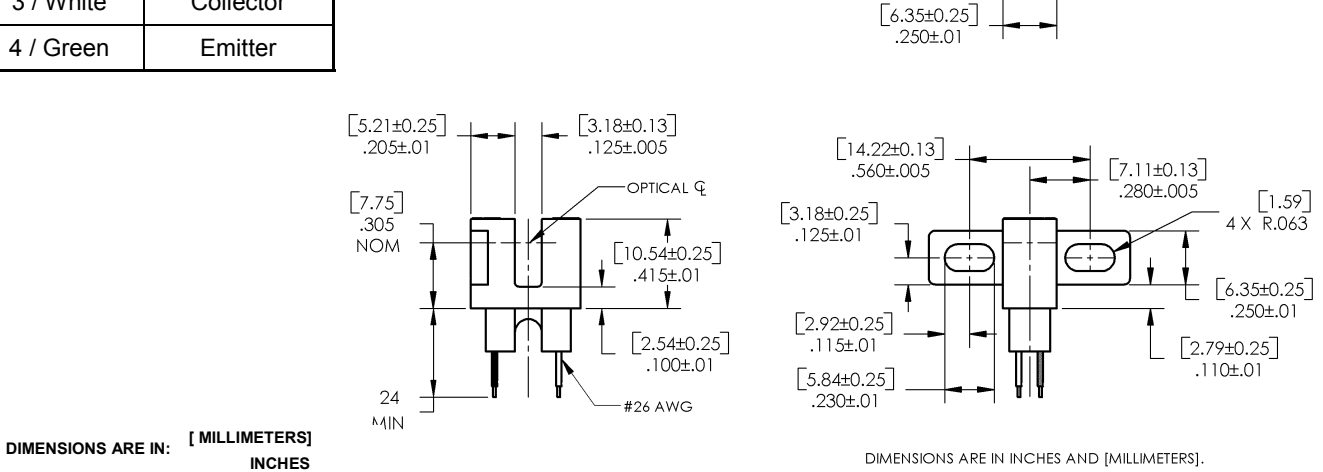 3 / White Collector
4 / Green Emitter
[6.35±0.25]
.250±.01
[5.21±0.25]
.205±.01
[3.18±0.13]
.125±.005
OPTICAL ℄
[7.75]
.305
NOM
[10.54±0.25]
.415±.01
[2.54±0.25]
.100±.01
24
MIN
#26 AWG
[14.22±0.13]
.560±.005
[7.11±0.13]
.280±.005
[1.59]
4 X R.063
[3.18±0.25]
.125±.01
[6.35±0.25]
.250±.01
[2.92±0.25]
.115±.01
[2.79±0.25]
.110±.01
[5.84±0.25]
.230±.01
DIMENSIONS ARE IN: [ MILLIMETERS]
INCHES
DIMENSIONS ARE IN INCHES AND [MILLIMETERS].